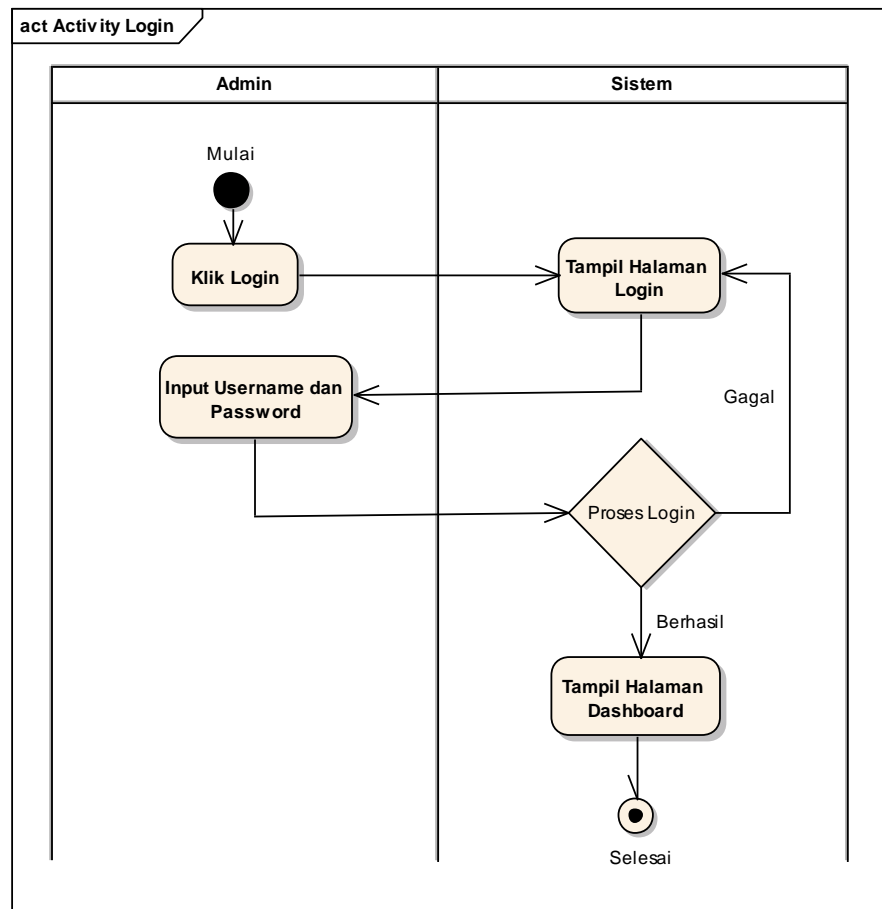 act Activity Login
Admin
Sistem
Mulai
Klik Login
Tampil Halaman
Login
Input Username dan
Password
Gagal
Proses Login
Berhasil
Tampil Halaman
Dashboard
Selesai